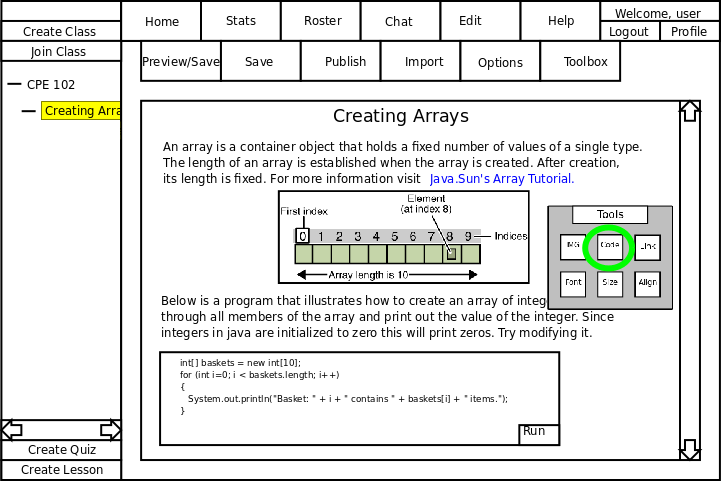 Home
Stats
Roster
Chat
Edit
Help
Welcome, user
Logout
Profile
Create Class
Join Class
Preview/Save
Save
Publish
Import
Options
Toolbox
CPE 102
Creating Arra
Creating Arrays
An array is a container object that holds a fixed number of values of a single type.
The length of an array is established when the array is created. After creation,
its length is fixed. For more information visit Java.Sun's Array Tutorial.
Element
(at index 8)
First index
0 1 2 3 4 5 6 7 8 9 Indices
Array length is 10
Tools
IMG Code Link
Font Size Align
Below is a program that illustrates how to create an array of integ
through all members of the array and print out the value of the integer. Since
integers in java are initialized to zero this will print zeros. Try modifying it.
int[] baskets = new int[10];
for (int i=0; i < baskets.length; i++)
{
System.out.println("Basket: " + i + " contains " + baskets[i] + " items.");
}
Run
Create Quiz
Create Lesson